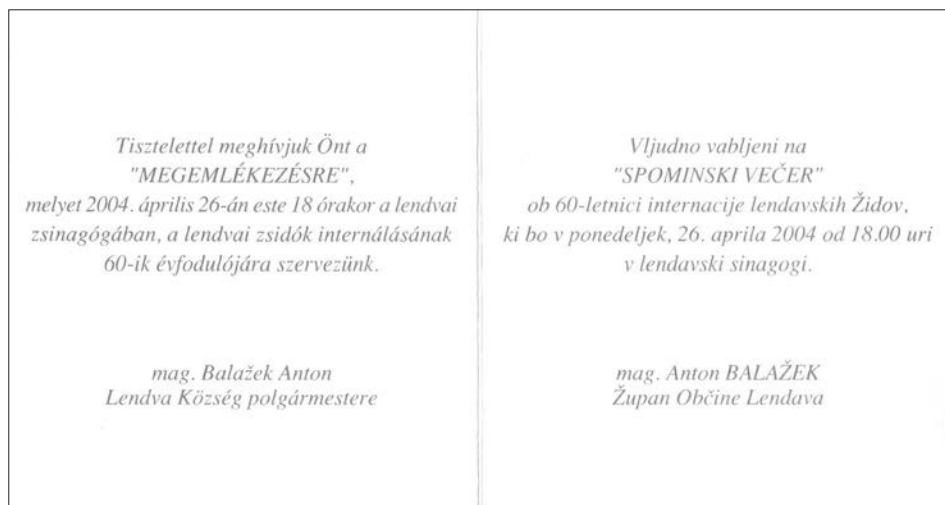 Tisztelettel meghívjuk Önt a
"MEGEMLÉKEZÉSRE",
melyet 2004. április 26-án este 18 órakor a lendvai
zsinagógában, a lendvai zsidók internálásának
60-ik évfodulójára szervezünk.
mag. Balažek Anton
Lendva Község polgármestere
Vljudno vabljeni na
"SPOMINSKI VEČER"
ob 60-letnici internacije lendavskih Židov,
ki bo v ponedeljek, 26. aprila 2004 od 18.00 uri
v lendavski sinagogi.
mag. Anton BALAŽEK
Župan Občine Lendava